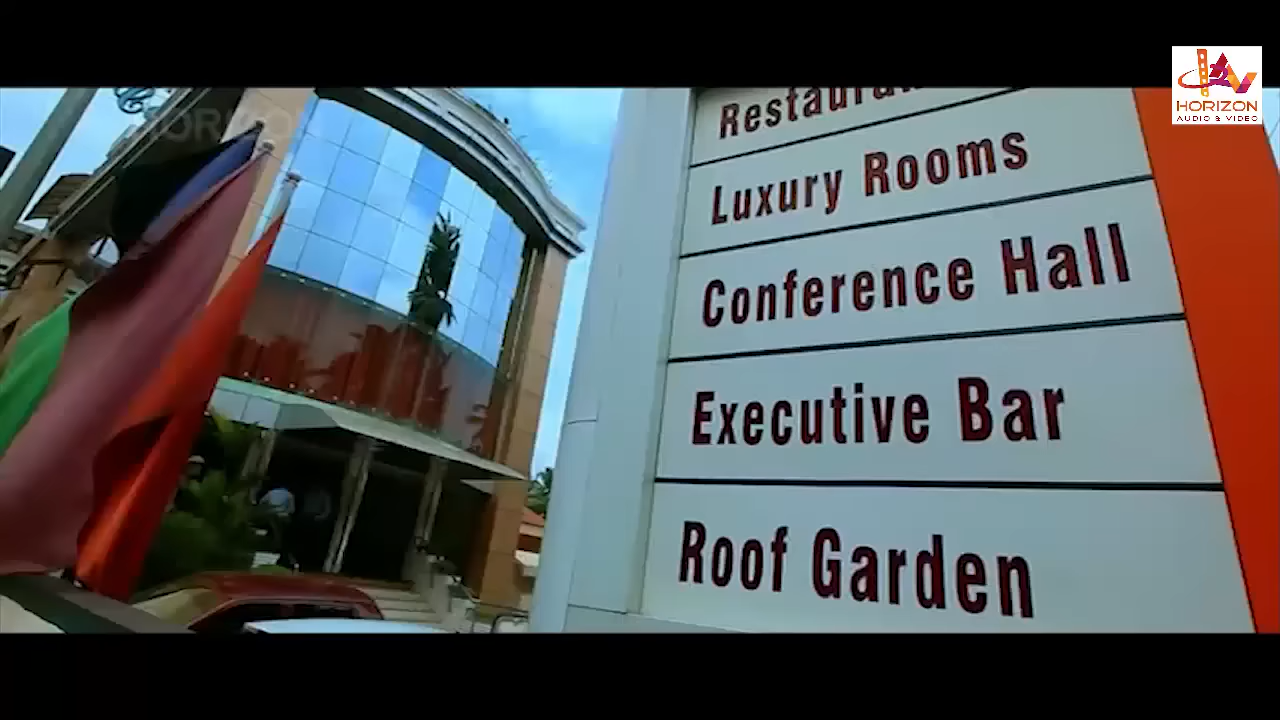 HORIZON
AUDIO & VIDEO
Luxury Rooms
Conference Hall
Executive Bar
Roof Garden